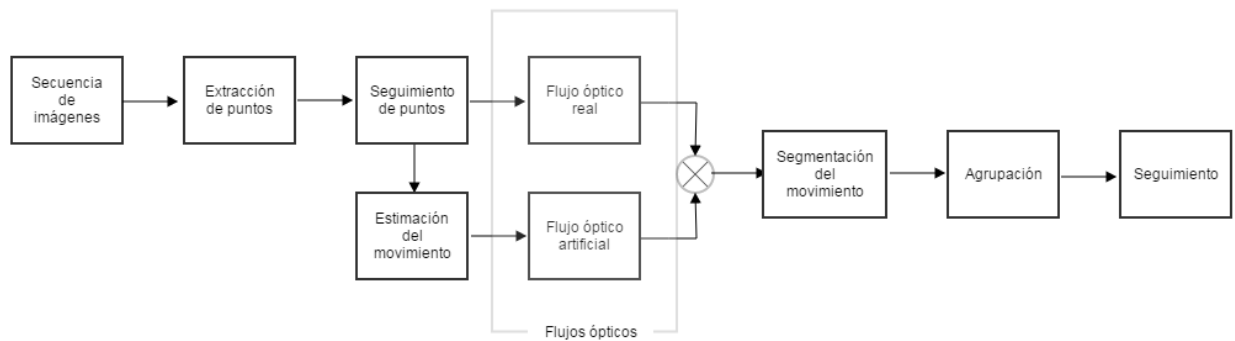 Secuencia
de
imágenes
Extracción
de puntos
Seguimiento
de puntos
Flujo óptico
real
Estimación
del
movimiento
Flujo óptico
artificial
Segmentación
del
movimiento
Agrupación
Seguimiento
Flujos ópticos